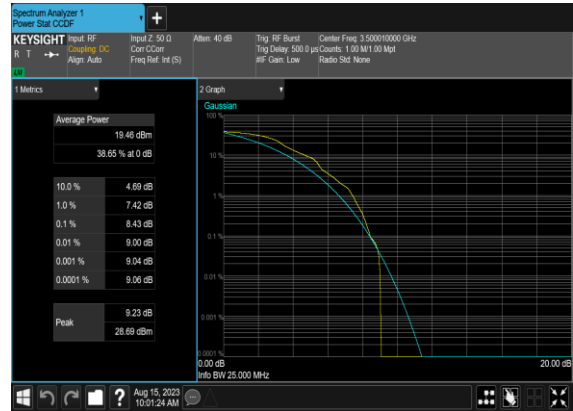 Spectrum Analyzer 1
Power Stat CCDF
+
KEYSIGHT Input: RF Input Z: 50 Ω Atten: 40 dB Trig: RF Burst Center Freq: 3.500010000 GHz
R T Coupling: DC Corr CCorr Trig Delay: 500.0 µs Counts: 1.00 M/1.00 Mpt
Align: Auto Freq Ref: Int (S) #IF Gain: Low Radio Std: None
LW
1 Metrics
2 Graph
Average Power
19.46 dBm
38.65 % at 0 dB
10.0 % 4.69 dB
1.0 % 7.42 dB
0.1 % 8.43 dB
0.01 % 9.00 dB
0.001 % 9.04 dB
0.0001 % 9.06 dB
Peak 9.23 dB
28.69 dBm
Gaussian
100 %
10 %
1 %
0.1 %
0.01 %
0.001 %
0.0001 %
0.00 dB 20.00 dB
Info BW 25.000 MHz
? Aug 15, 2023
10:01:24 AM